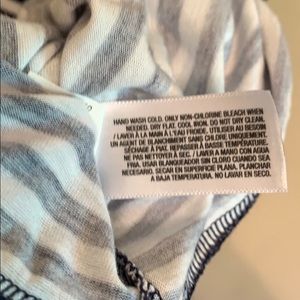 HAND WASH COLD. ONLY NON-CHLORINE BLEACH WHEN
NEEDED. DRY FLAT. COOL IRON. DO NOT DRY CLEAN.
/ LAVER À LA MAIN À L'EAU FROIDE. UTILISER AU BESOIN
UN AGENT DE BLANCHIMENT SANS CHLORE UNIQUEMENT.
SÉCHAGE À PLAT. REPASSER À BASSE TEMPÉRATURE.
NE PAS NETTOYER À SEC. / LAVER A MANO CON AGUA
FRÍA. USAR BLANQUEADOR SIN CLORO CUANDO SEA
NECESARIO. SECAR EN SUPERFICIE PLANA. PLANCHAR
A BAJA TEMPERATURA. NO LAVAR EN SECO.